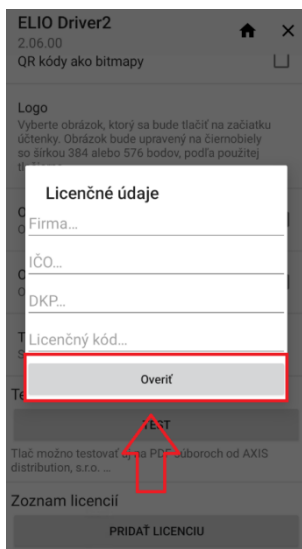 ELIO Driver2
2.06.00
QR kódy ako bitmapy
Logo
Vyberte obrázok, ktorý sa bude tlačiť na začiatku
účtenky. Obrázok bude upravený na čiernobiely
so šírkou 384 alebo 576 bodov, podľa použitej
Licenčné údaje
Firma...
IČO...
DKP...
Licenčný kód...
Overiť
TEST
Tlač možno testovať aj na PDF súboroch od AXIS
distribution, s.r.o. ...
Zoznam licencií
PRIDAŤ LICENCIU